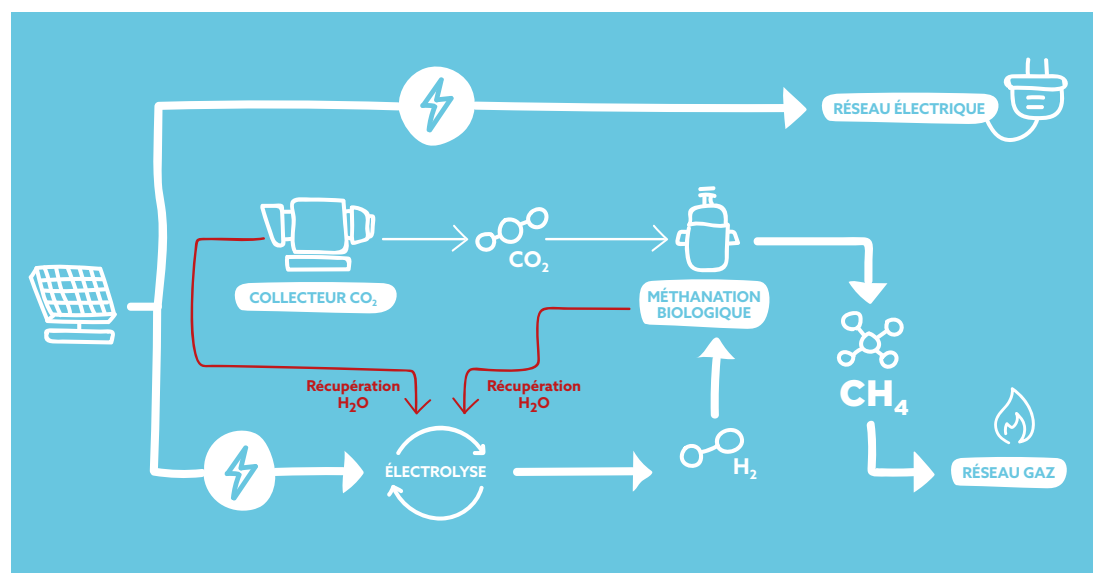 RÉSEAU ÉLECTRIQUE
CO₂
COLLECTEUR CO₂
MÉTHANATION
BIOLOGIQUE
Récupération
H₂O
Récupération
H₂O
CH₄
ÉLECTROLYSE
H₂
RÉSEAU GAZ